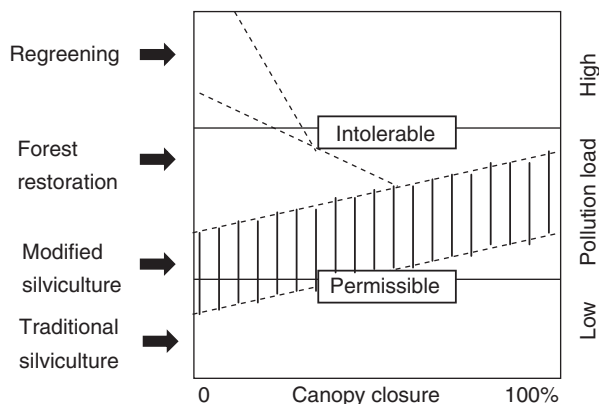 Regreening
Forest
restoration
Modified
silviculture
Traditional
silviculture
Intolerable
Permissible
High
Pollution load
Low
0 Canopy closure 100%